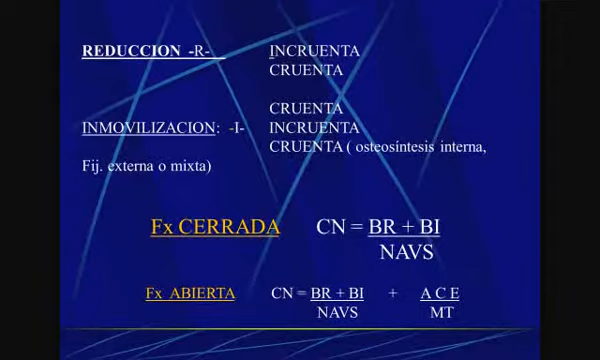 REDUCCION -R- INCRUENTA
CRUENTA
CRUENTA
INMOVILIZACION: -I- INCRUENTA
CRUENTA ( osteosíntesis interna,
Fij. externa o mixta)
Fx CERRADA CN = BR + BI
NAVS
Fx ABIERTA CN = BR + BI + A C E
NAVS MT